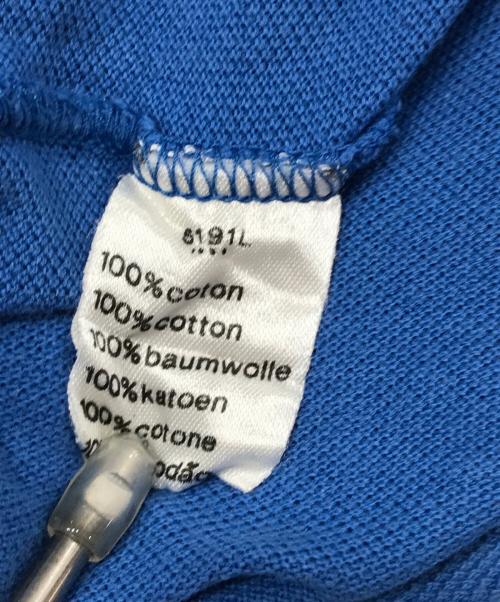 6191L
100% coton
100% cotton
100% baumwolle
100% katoen
100% cotone